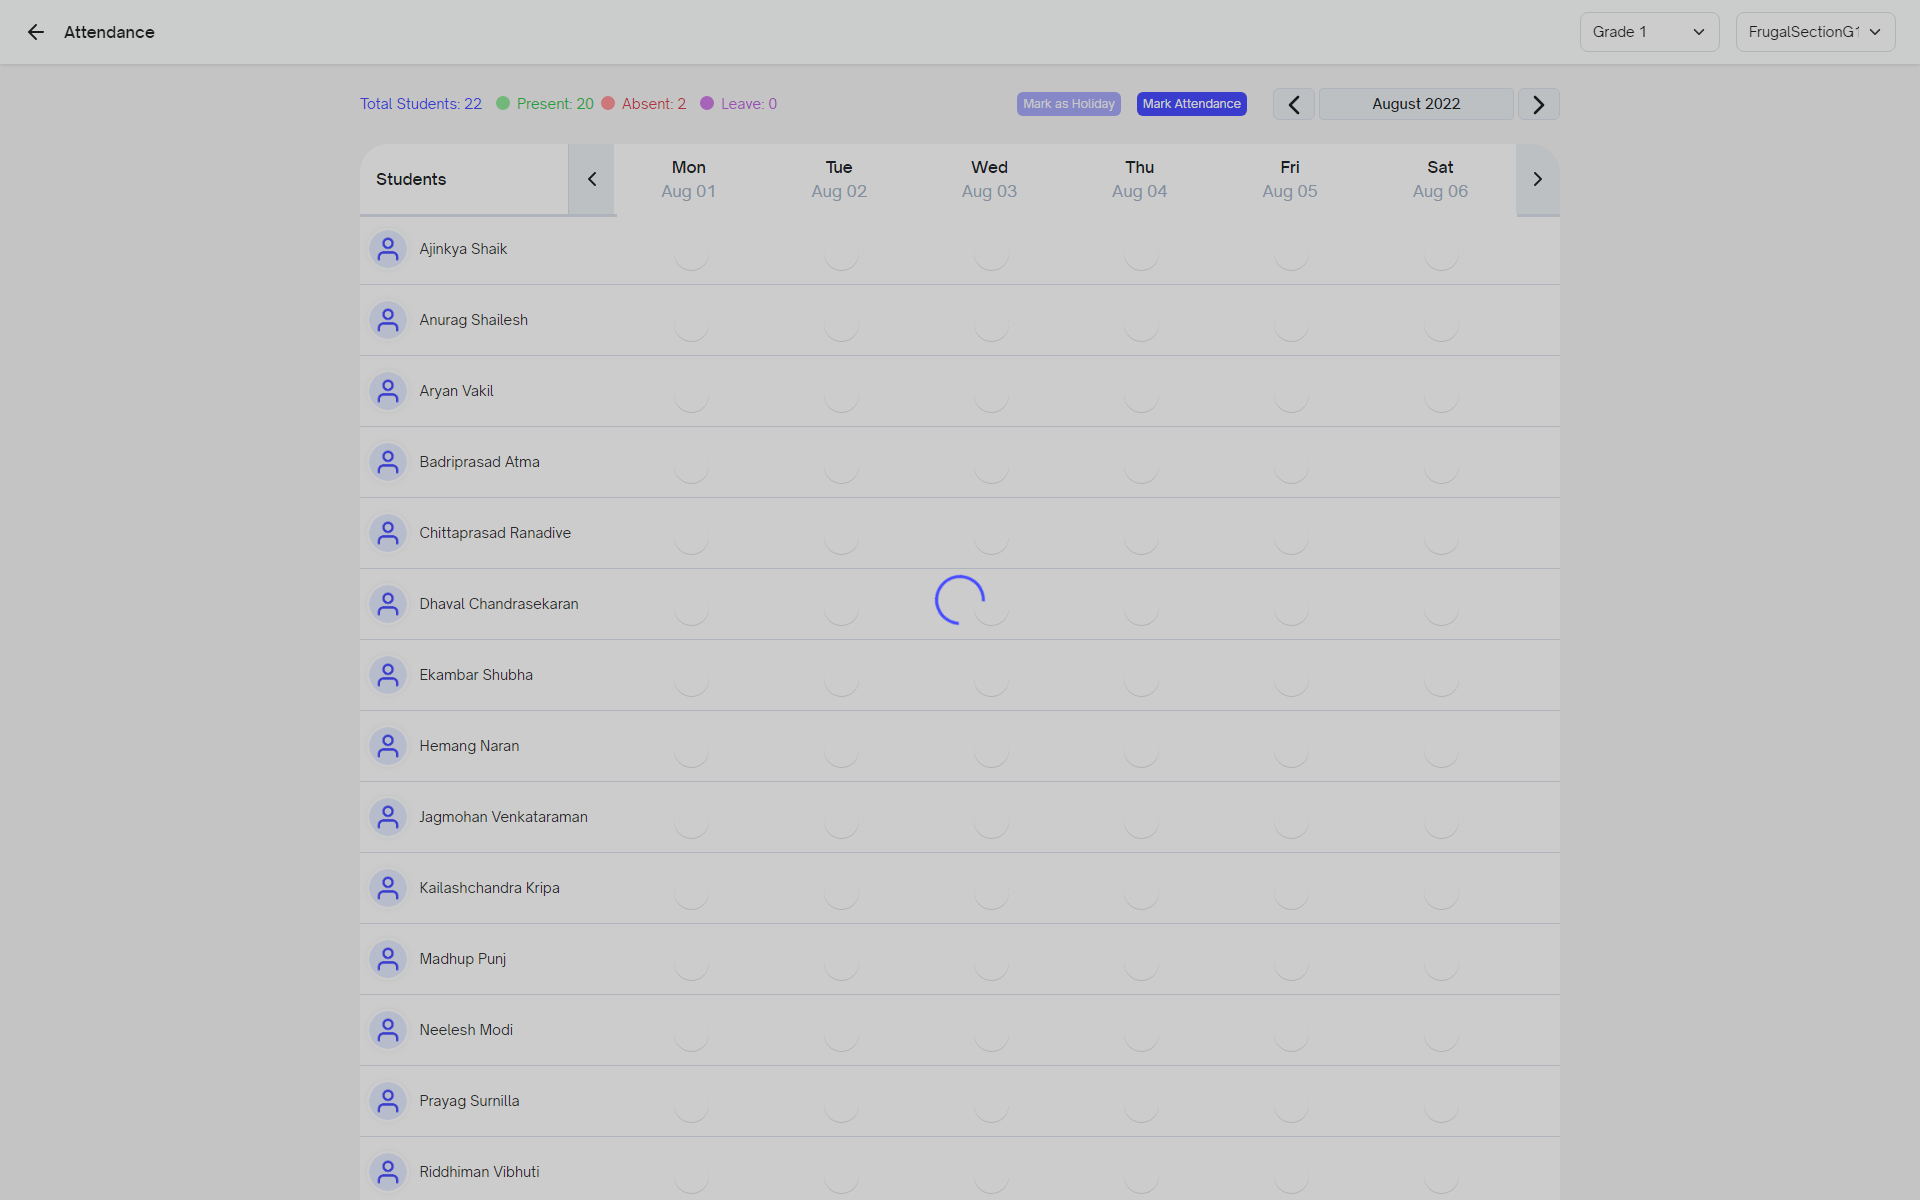 Attendance
Grade 1
FrugalSectionG1
Total Students: 22
Present: 20
Absent: 2
Leave: 0
Mark as Holiday
Mark Attendance
August 2022
Students
Mon
Tue
Wed
Thu
Fri
Sat
Aug 01
Aug 02
Aug 03
Aug 04
Aug 05
Aug 06
Ajinkya Shaik
Anurag Shailesh
Aryan Vakil
Badriprasad Atma
Chittaprasad Ranadive
Dhaval Chandrasekaran
Ekambar Shubha
Hemang Naran
Jagmohan Venkataraman
Kailashchandra Kripa
Madhup Punj
Neelesh Modi
Prayag Surnilla
Riddhiman Vibhuti